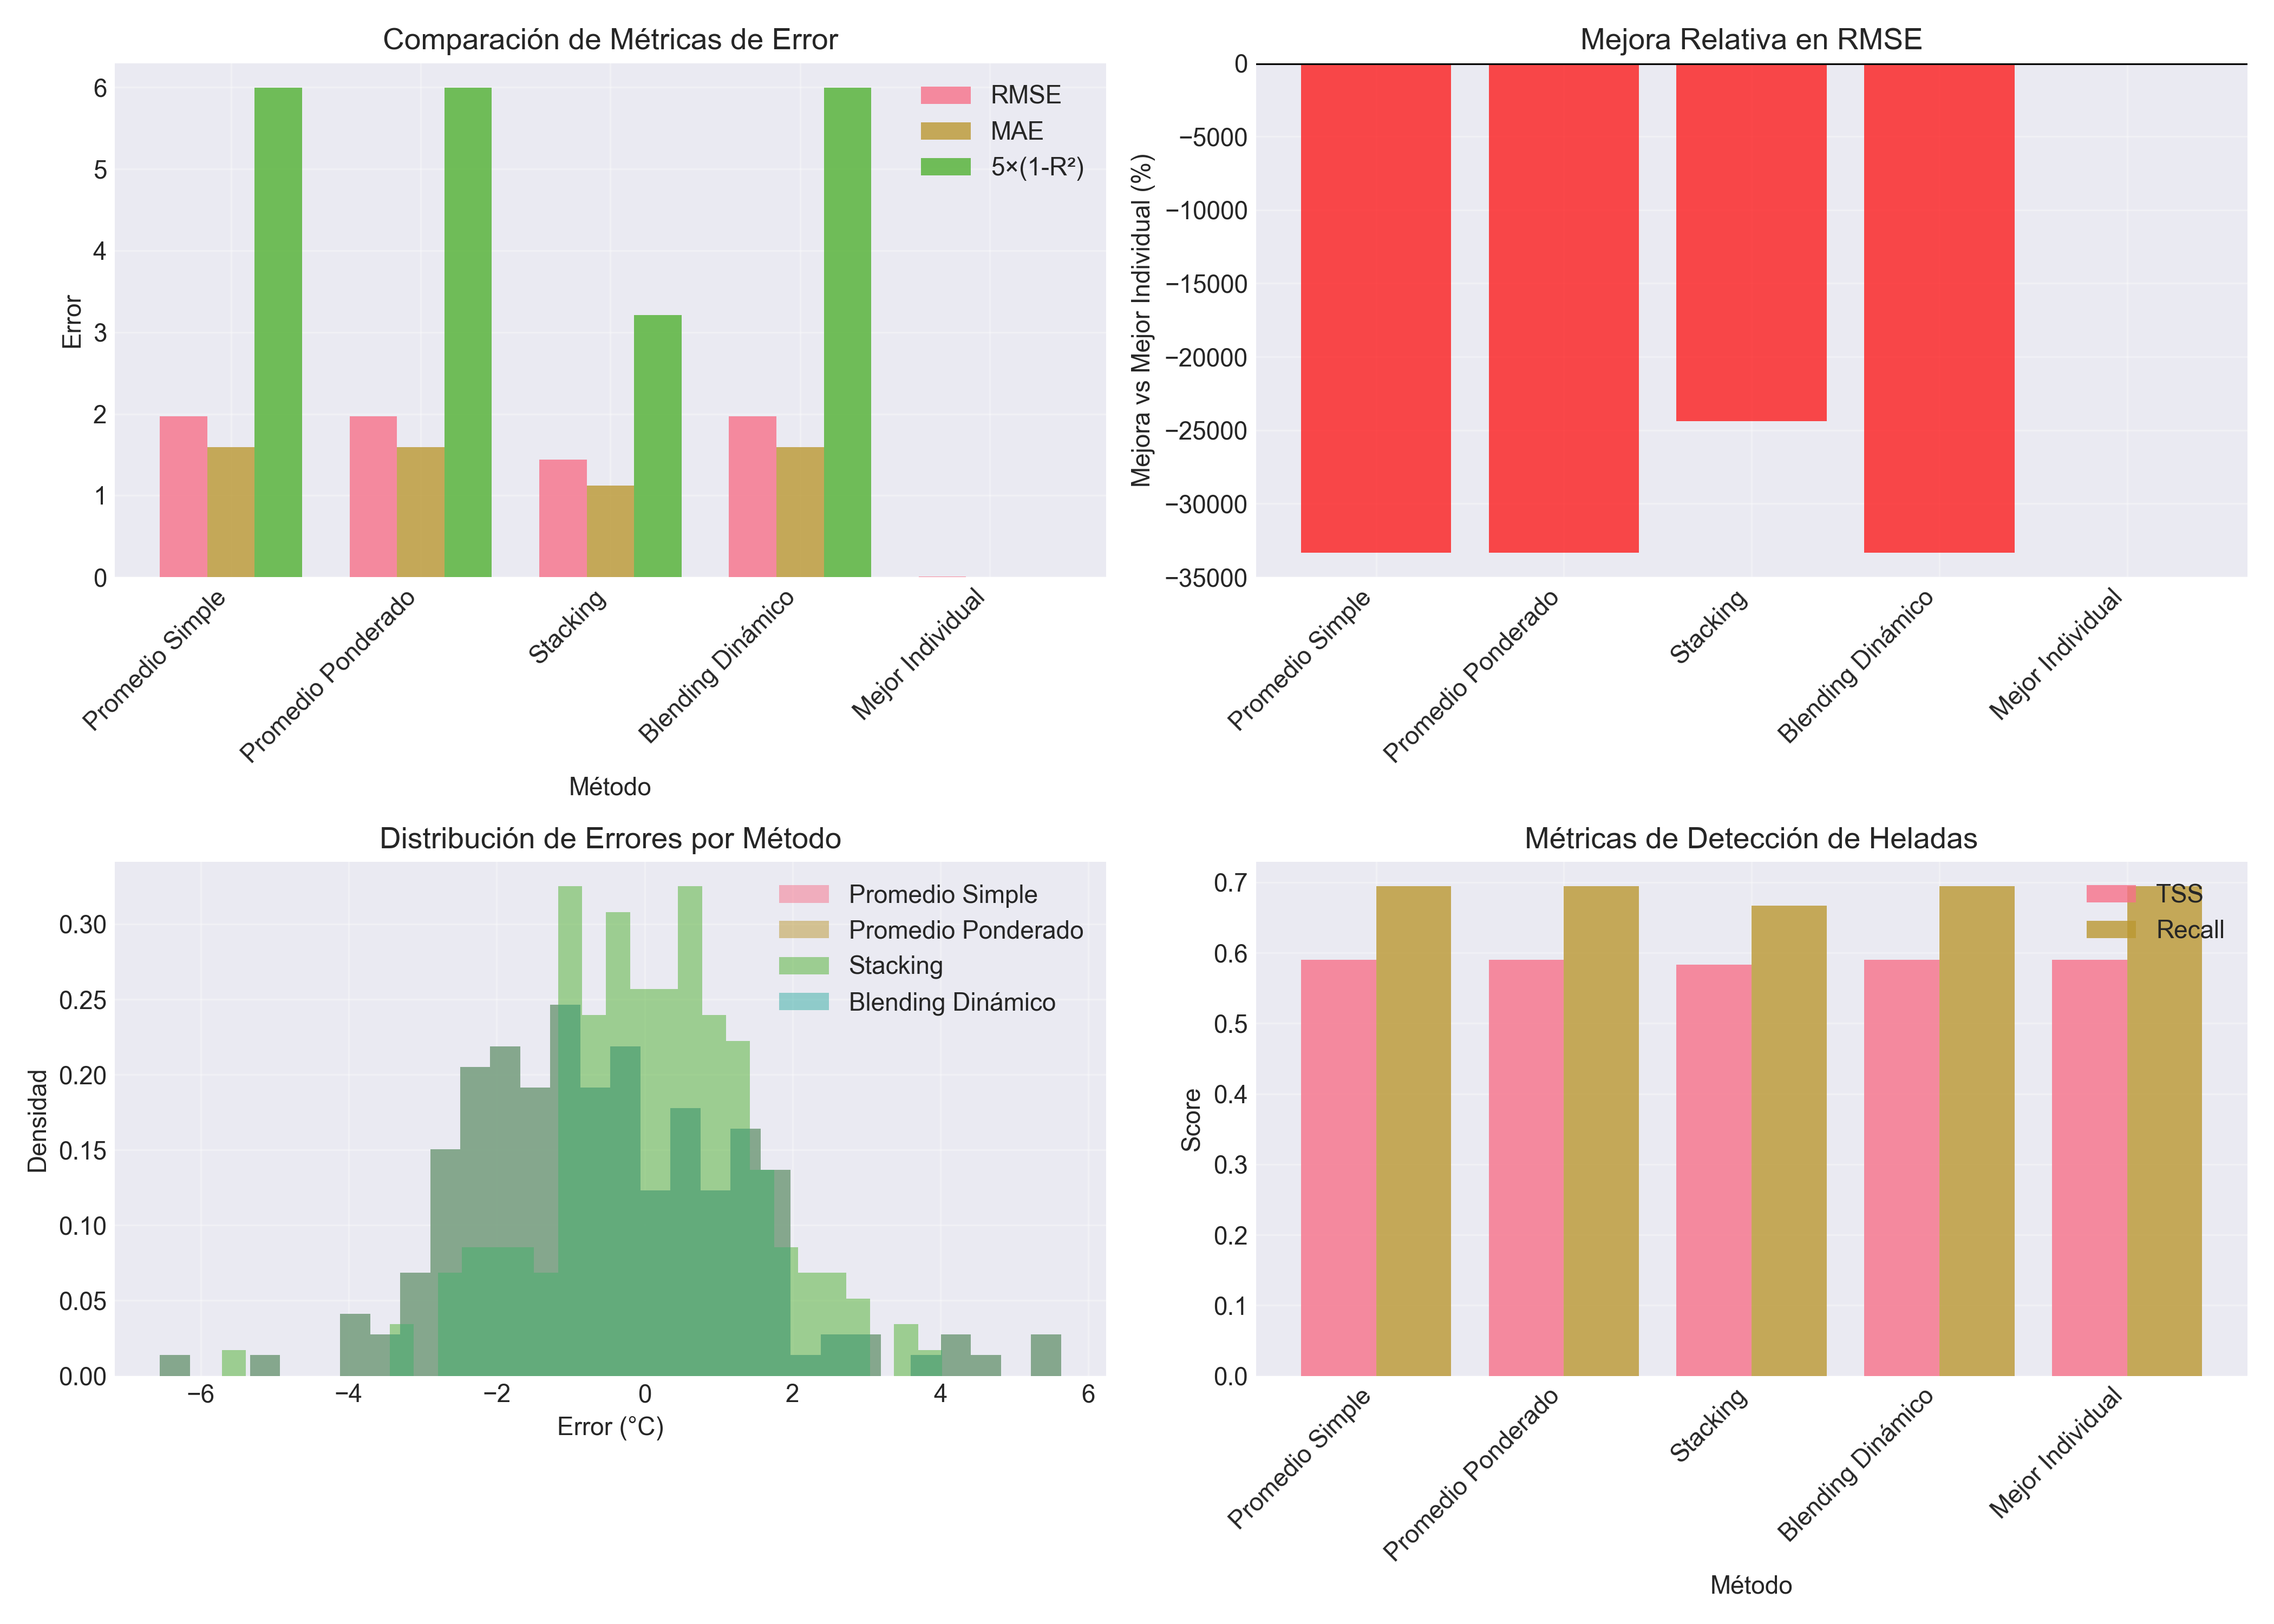 Comparación de Métricas de Error
Error
6
5
4
3
2
1
0
RMSE
MAE
5×(1-R²)
Promedio Simple
Promedio Ponderado
Stacking
Blending Dinámico
Mejor Individual
Método
Mejora Relativa en RMSE
Mejora vs Mejor Individual (%)
0
−5000
−10000
−15000
−20000
−25000
−30000
−35000
Promedio Simple
Promedio Ponderado
Stacking
Blending Dinámico
Mejor Individual
Distribución de Errores por Método
Densidad
0.30
0.25
0.20
0.15
0.10
0.05
0.00
Promedio Simple
Promedio Ponderado
Stacking
Blending Dinámico
−6
−4
−2
0
2
4
6
Error (°C)
Métricas de Detección de Heladas
Score
0.7
0.6
0.5
0.4
0.3
0.2
0.1
0.0
TSS
Recall
Promedio Simple
Promedio Ponderado
Stacking
Blending Dinámico
Mejor Individual
Método